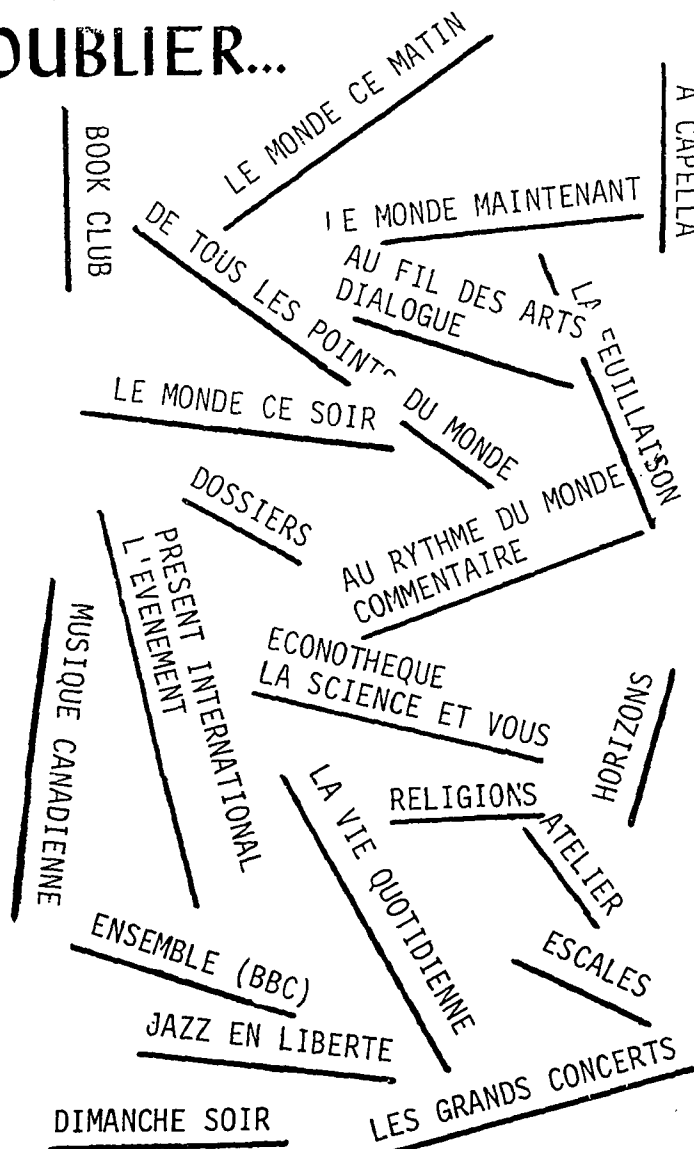 OUBLIER...
LE MONDE CE MATIN
A CAPELLA
BOOK CLUB
LE MONDE MAINTENANT
DE TOUS LES POINTS DU MONDE
AU FIL DES ARTS
DIALOGUE
LA FEUILLAISON
LE MONDE CE SOIR
DOSSIERS
AU RYTHME DU MONDE
COMMENTAIRE
PRESENT INTERNATIONAL
L'EVENEMENT
MUSIQUE CANADIENNE
ECONOTHEQUE
LA SCIENCE ET VOUS
HORIZONS
RELIGIONS
LA VIE QUOTIDIENNE
ATELIER
ENSEMBLE (BBC)
ESCALES
JAZZ EN LIBERTE
LES GRANDS CONCERTS
DIMANCHE SOIR